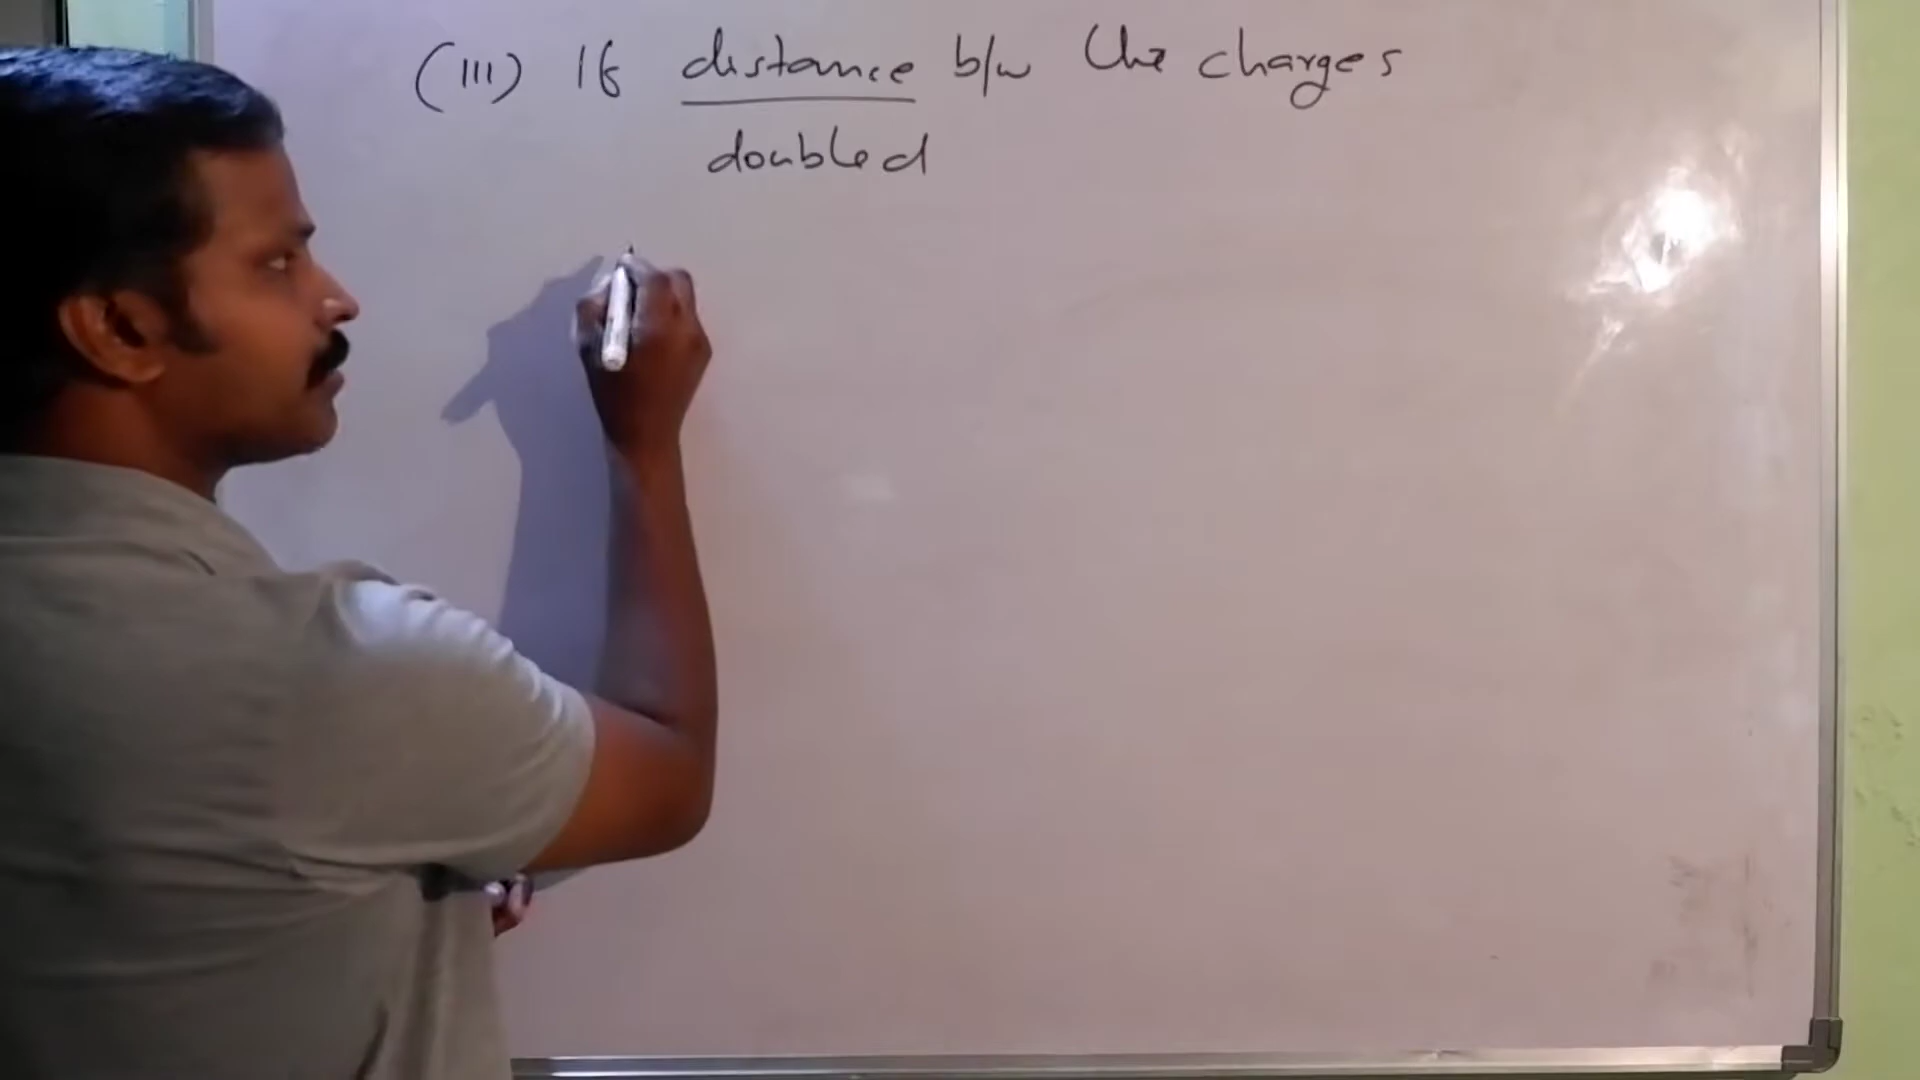 (III) If distance b/w the charges
doubled